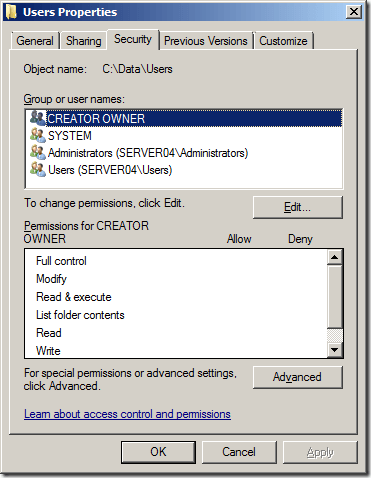 Users Properties
General Sharing Security Previous Versions Customize
Object name: C:\Data\Users
Group or user names:
CREATOR OWNER
SYSTEM
Administrators (SERVER04\Administrators)
Users (SERVER04\Users)
To change permissions, click Edit.
Edit...
Permissions for CREATOR
OWNER Allow Deny
Full control
Modify
Read & execute
List folder contents
Read
Write
For special permissions or advanced settings,
click Advanced.
Advanced
Learn about access control and permissions
OK Cancel Apply